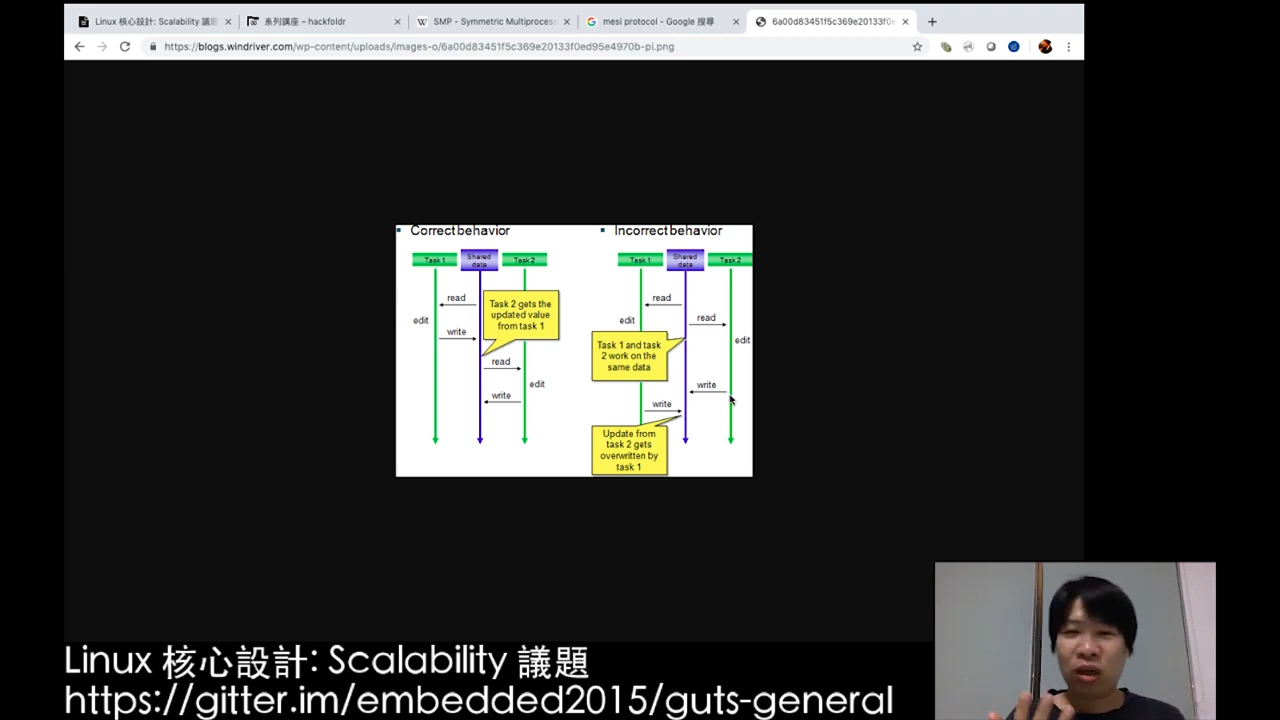 Linux 核心設計: Scalability 議題
系列講座 – hackfoldr
SMP - Symmetric Multiprocess
mesi protocol - Google 搜尋
6a00d83451f5c369e20133f0e
https://blogs.windriver.com/wp-content/uploads/images-o/6a00d83451f5c369e20133f0ed95e4970b-pi.png
Correct behavior
Task 1
Shared
data
Task 2
read
Task 2 gets the
updated value
from task 1
edit
write
read
edit
write
Incorrect behavior
Task 1
Shared
data
Task 2
read
read
edit
Task 1 and task
2 work on the
same data
edit
write
write
Update from
task 2 gets
overwritten by
task 1
Linux 核心設計: Scalability 議題
https://gitter.im/embedded2015/guts-general